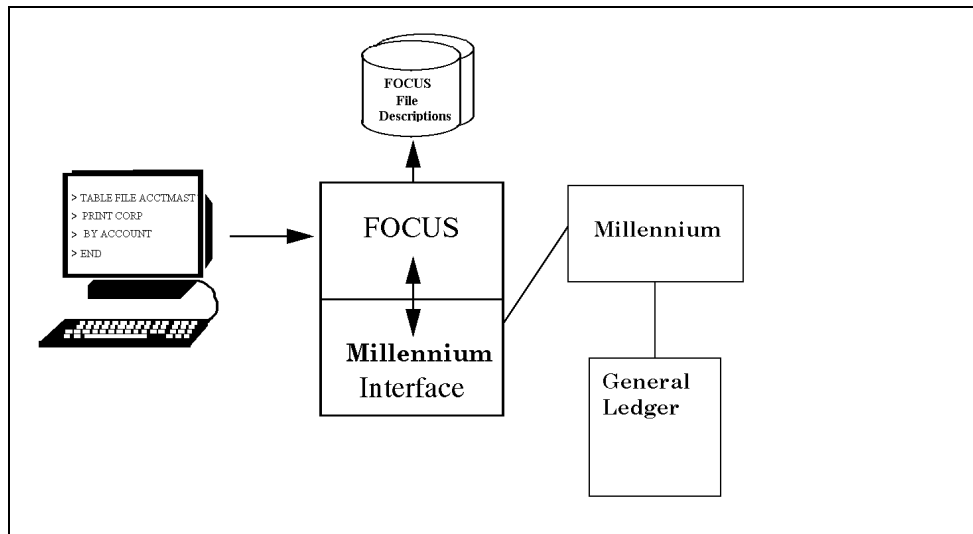 FOCUS
File
Descriptions
> TABLE FILE ACCTMAST
> PRINT CORP
> BY ACCOUNT
> END
FOCUS
Millennium
Interface
Millennium
General
Ledger